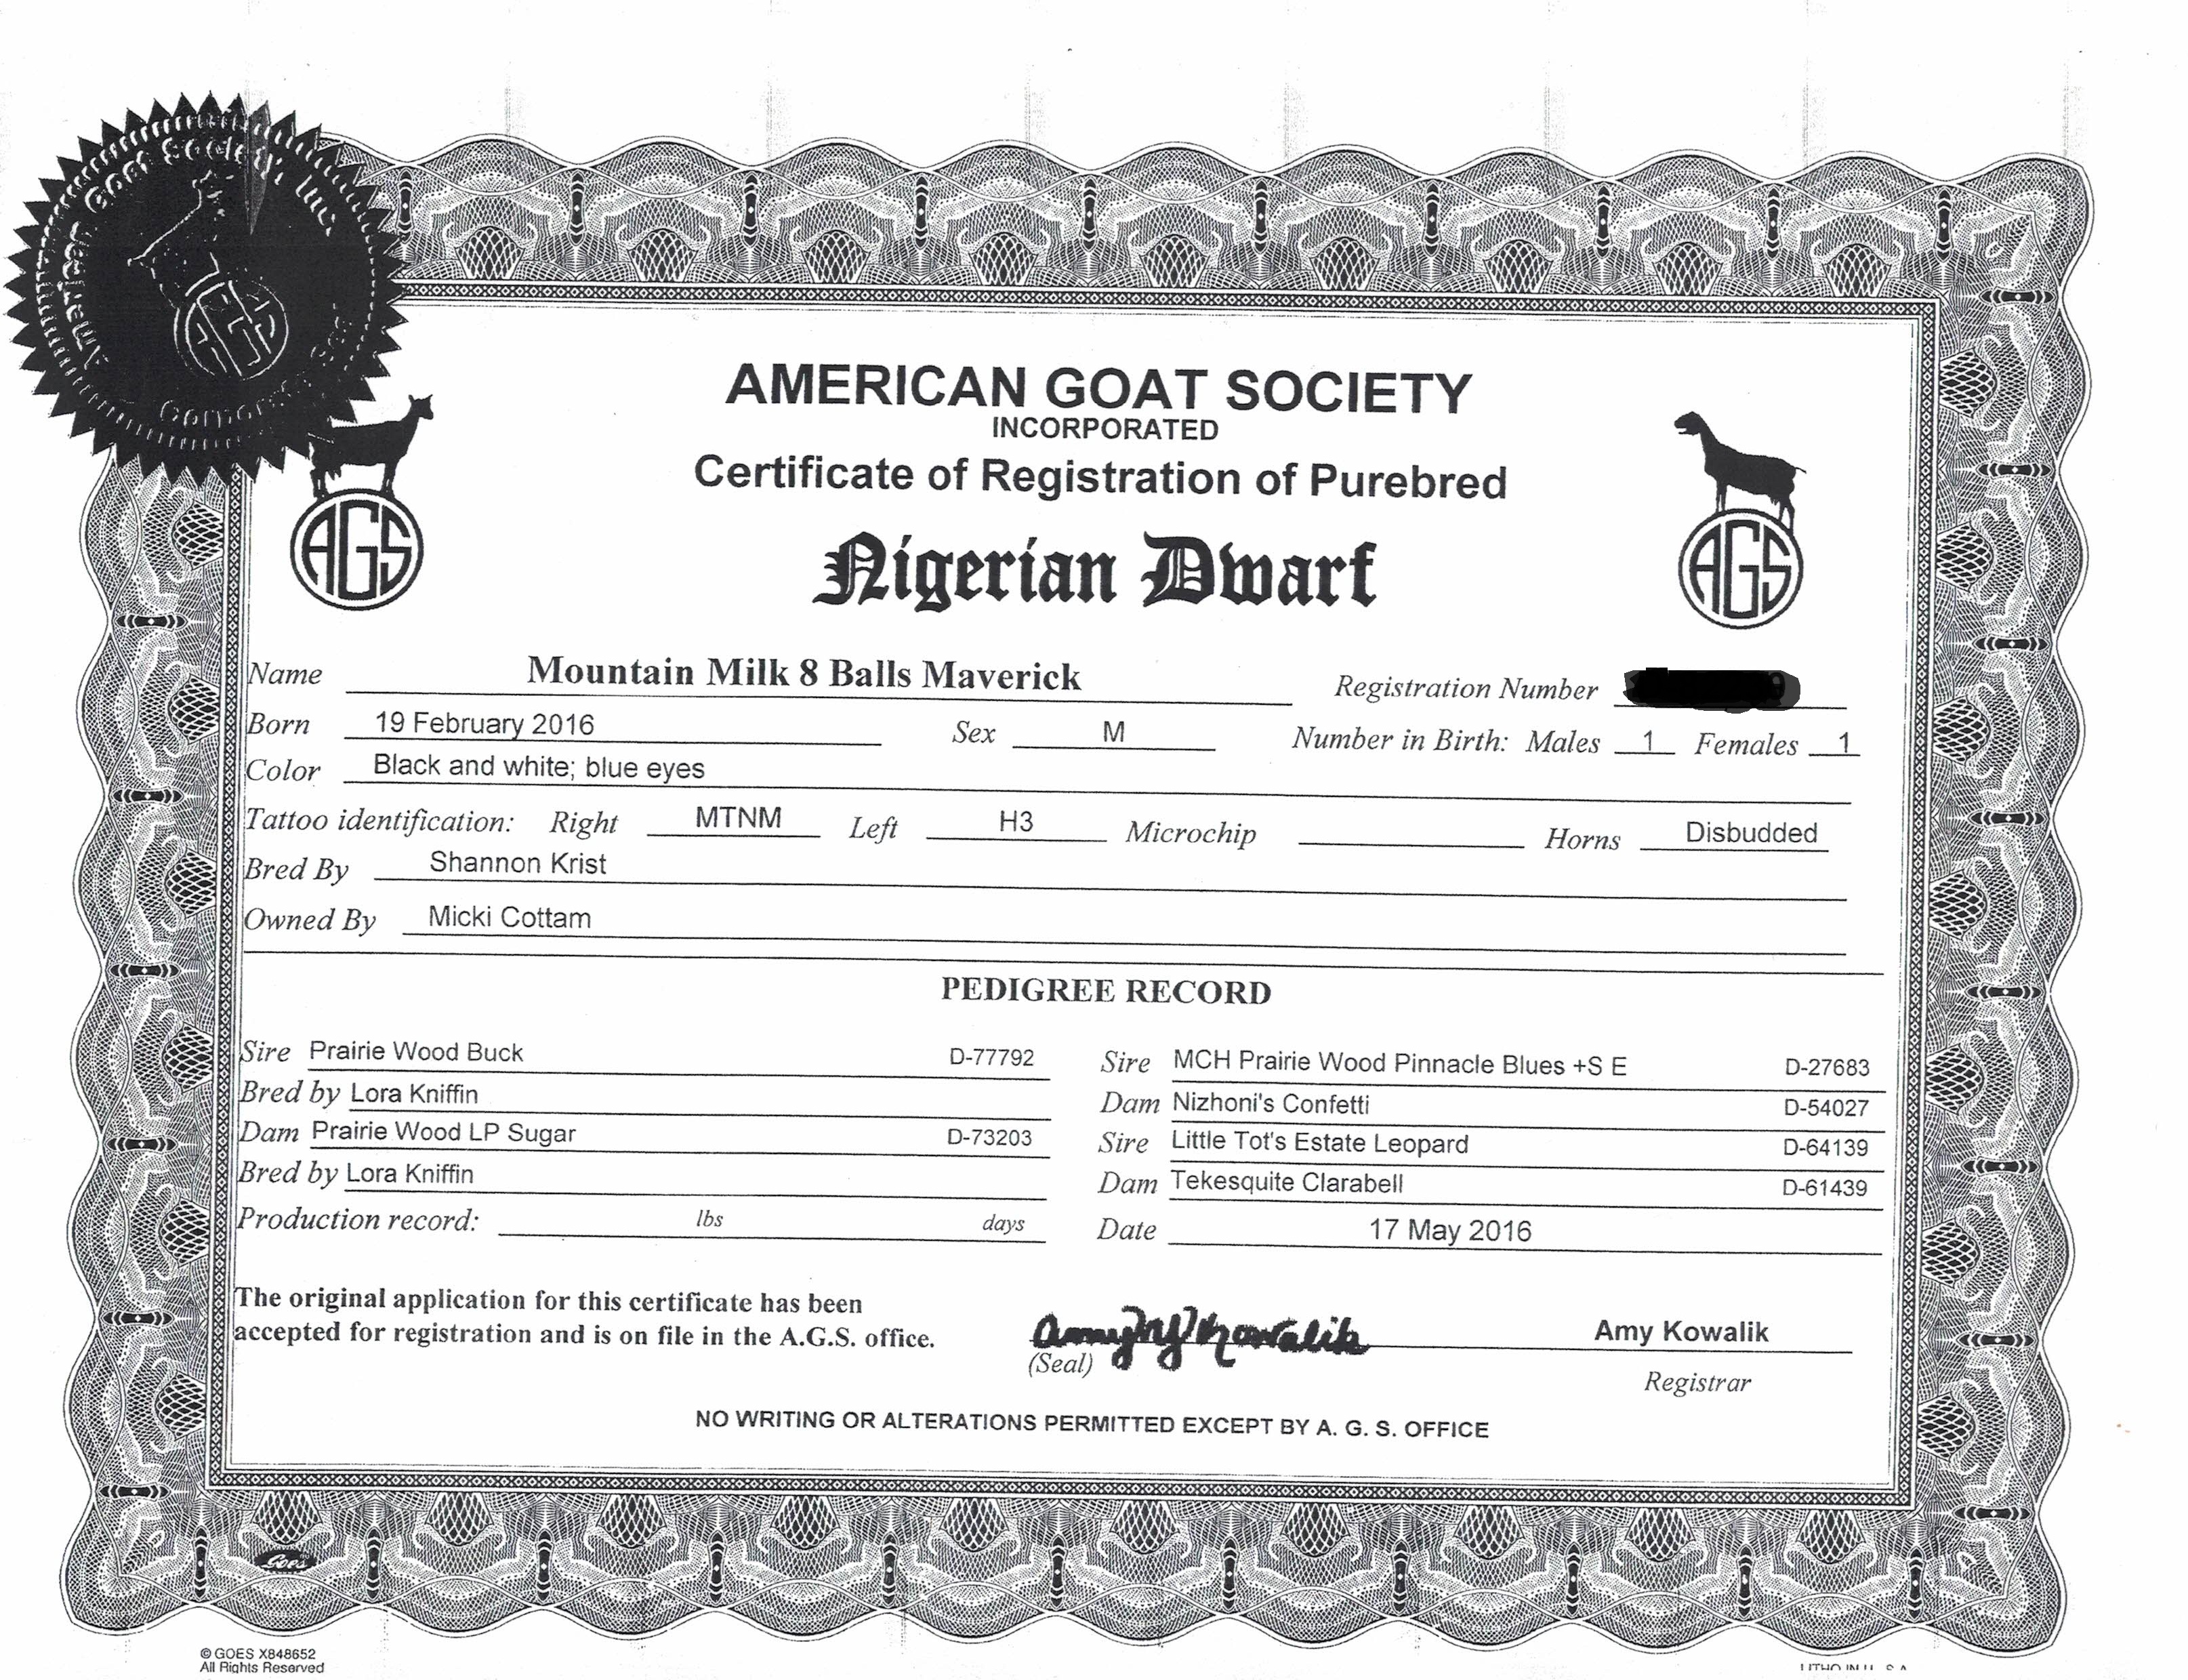 American Goat Society, Inc.
AGS
Corporate Seal
AMERICAN GOAT SOCIETY
INCORPORATED
Certificate of Registration of Purebred
Nigerian Dwarf
AGS
AGS
Name Mountain Milk 8 Balls Maverick Registration Number
Born 19 February 2016 Sex M Number in Birth: Males 1 Females 1
Color Black and white; blue eyes
Tattoo identification: Right MTNM Left H3 Microchip Horns Disbudded
Bred By Shannon Krist
Owned By Micki Cottam
PEDIGREE RECORD
Sire Prairie Wood Buck D-77792
Bred by Lora Kniffin
Dam Prairie Wood LP Sugar D-73203
Bred by Lora Kniffin
Production record: lbs days
Sire MCH Prairie Wood Pinnacle Blues +S E D-27683
Dam Nizhoni's Confetti D-54027
Sire Little Tot's Estate Leopard D-64139
Dam Tekesquite Clarabell D-61439
Date 17 May 2016
The original application for this certificate has been
accepted for registration and is on file in the A.G.S. office.
Amy Kowalik
(Seal)
Amy Kowalik
Registrar
NO WRITING OR ALTERATIONS PERMITTED EXCEPT BY A. G. S. OFFICE
Goes
© GOES X848652
All Rights Reserved
LITHO IN U. S. A.